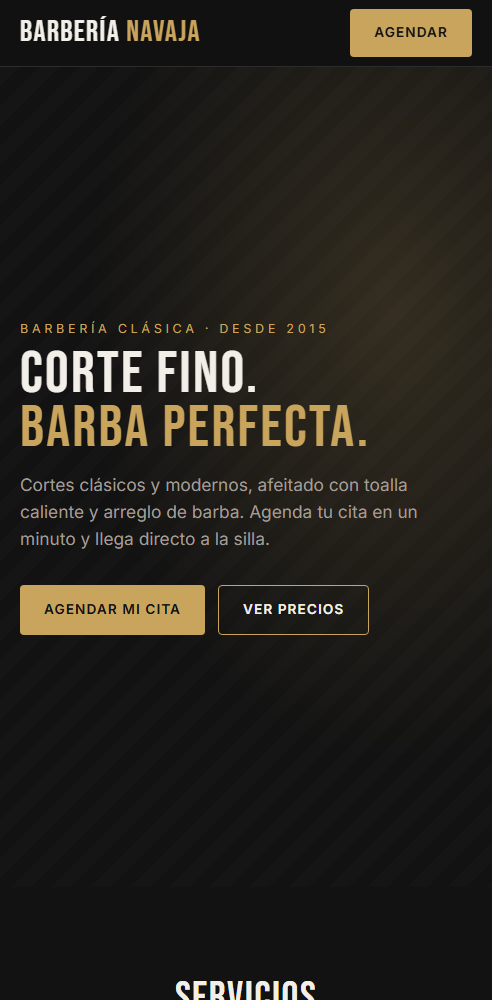 BARBERÍA NAVAJA
AGENDAR
BARBERÍA CLÁSICA · DESDE 2015
CORTE FINO.
BARBA PERFECTA.
Cortes clásicos y modernos, afeitado con toalla
caliente y arreglo de barba. Agenda tu cita en un
minuto y llega directo a la silla.
AGENDAR MI CITA
VER PRECIOS
SERVICIOS